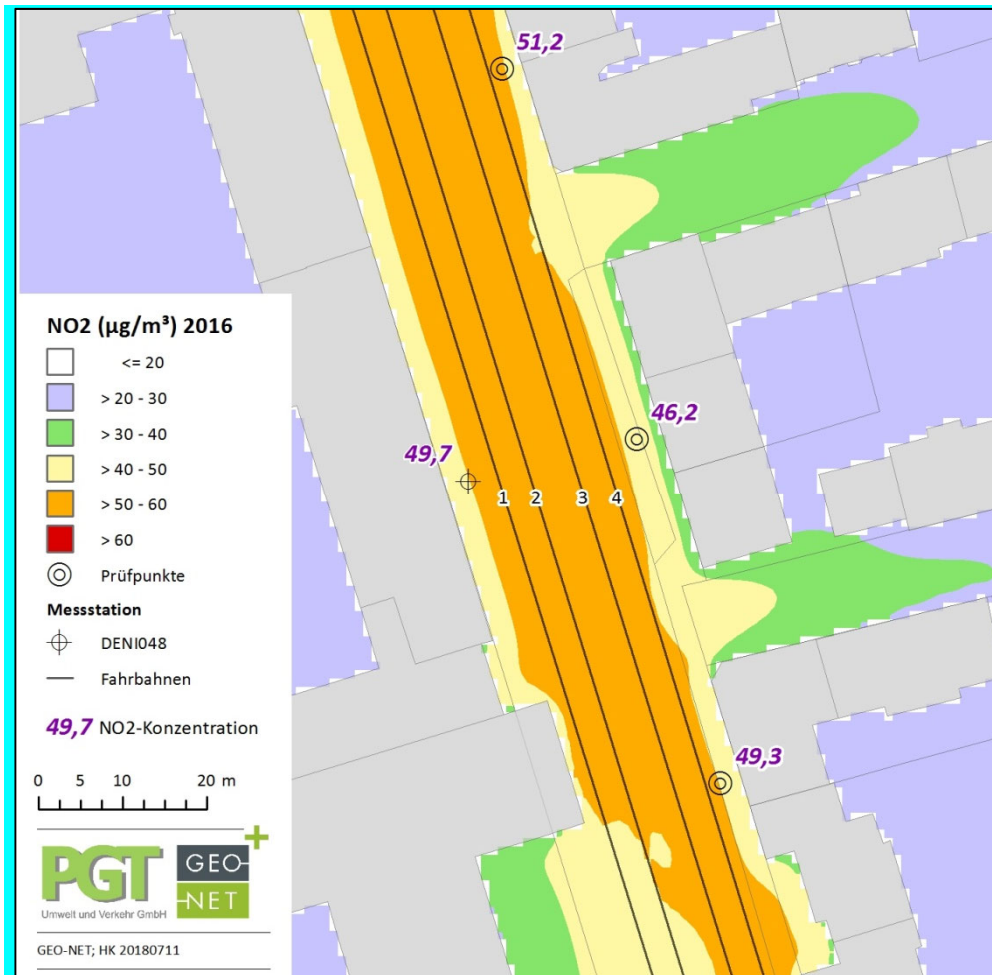 51,2
46,2
49,7
1 2 3 4
49,3
NO2 (µg/m³) 2016
<= 20
> 20 - 30
> 30 - 40
> 40 - 50
> 50 - 60
> 60
Prüfpunkte
Messstation
DENI048
Fahrbahnen
49,7 NO2-Konzentration
0 5 10 20 m
PGT
Umwelt und Verkehr GmbH
GEO-
NET
GEO-NET; HK 20180711